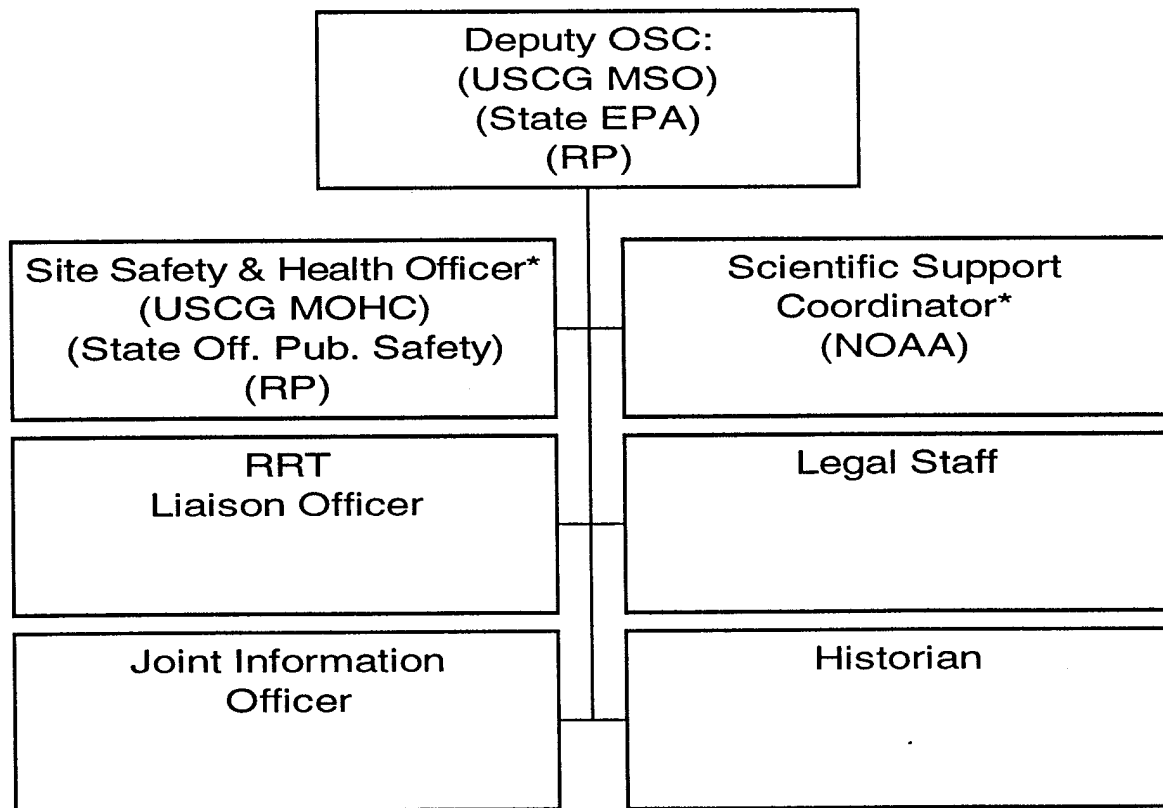 Deputy OSC:
(USCG MSO)
(State EPA)
(RP)
Site Safety & Health Officer*
(USCG MOHC)
(State Off. Pub. Safety)
(RP)
Scientific Support
Coordinator*
(NOAA)
RRT
Liaison Officer
Legal Staff
Joint Information
Officer
Historian